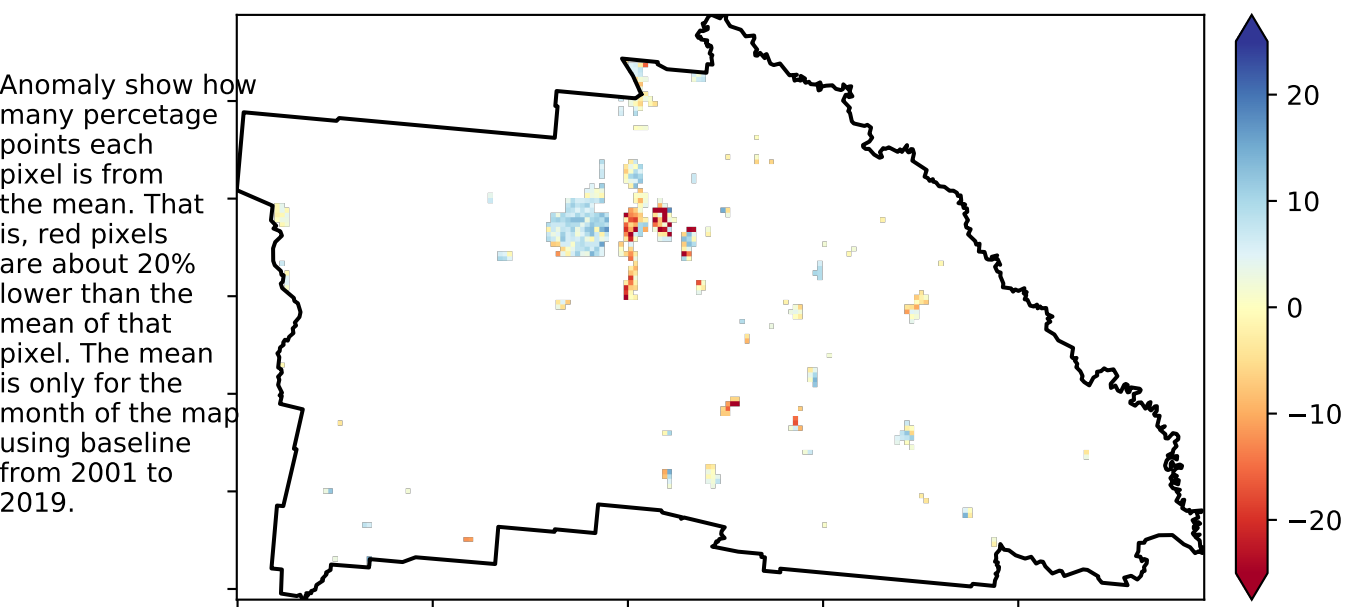 Anomaly show how
many percetage
points each
pixel is from
the mean. That
is, red pixels
are about 20%
lower than the
mean of that
pixel. The mean
is only for the
month of the map
using baseline
from 2001 to
2019.
20
10
0
−10
−20